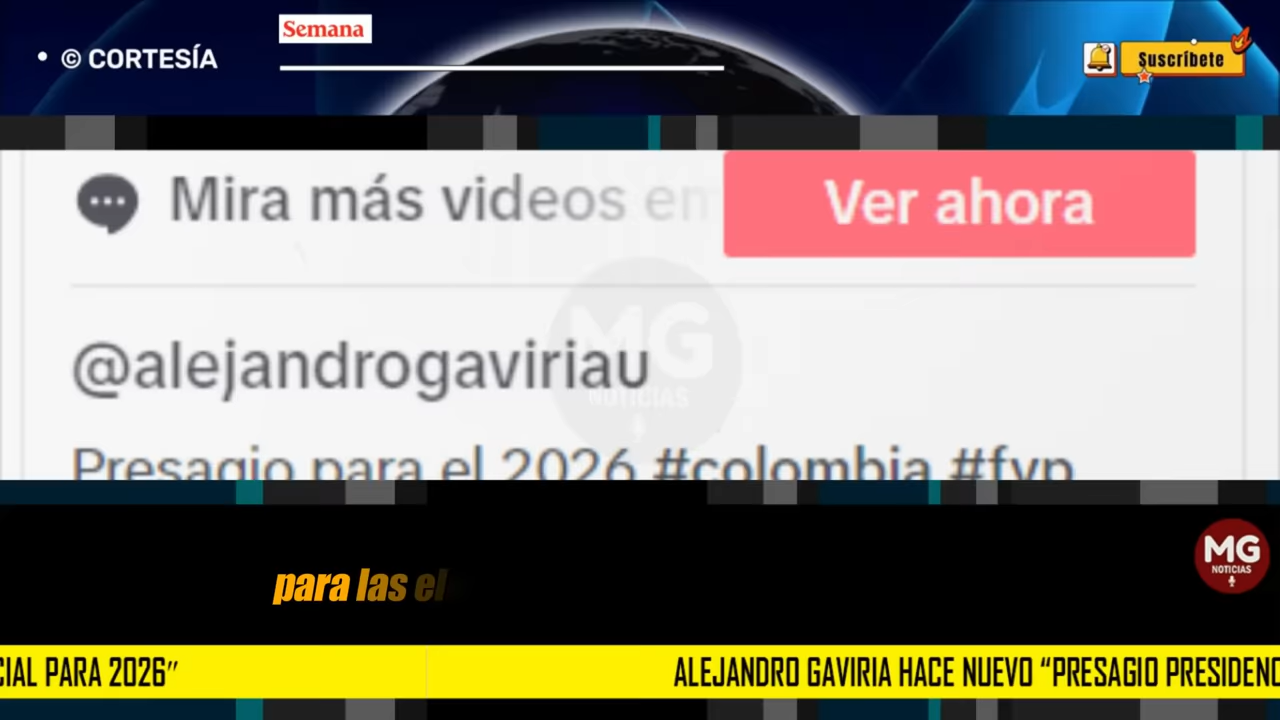 Semana
• © CORTESÍA
Suscríbete
Mira más videos en
Ver ahora
MG
NOTICIAS
@alejandrogaviriau
Presagio para el 2026 #colombia #fyp
para las el
MG
NOTICIAS
CIAL PARA 2026”
ALEJANDRO GAVIRIA HACE NUEVO “PRESAGIO PRESIDENC